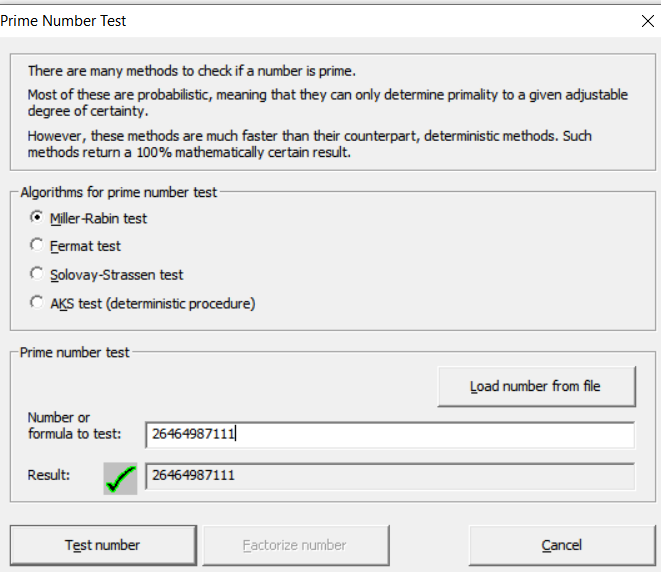 Prime Number Test
There are many methods to check if a number is prime.
Most of these are probabilistic, meaning that they can only determine primality to a given adjustable
degree of certainty.
However, these methods are much faster than their counterpart, deterministic methods. Such
methods return a 100% mathematically certain result.
Algorithms for prime number test
Miller-Rabin test
Fermat test
Solovay-Strassen test
AKS test (deterministic procedure)
Prime number test
Load number from file
Number or
formula to test:
26464987111
Result:
26464987111
Test number
Factorize number
Cancel